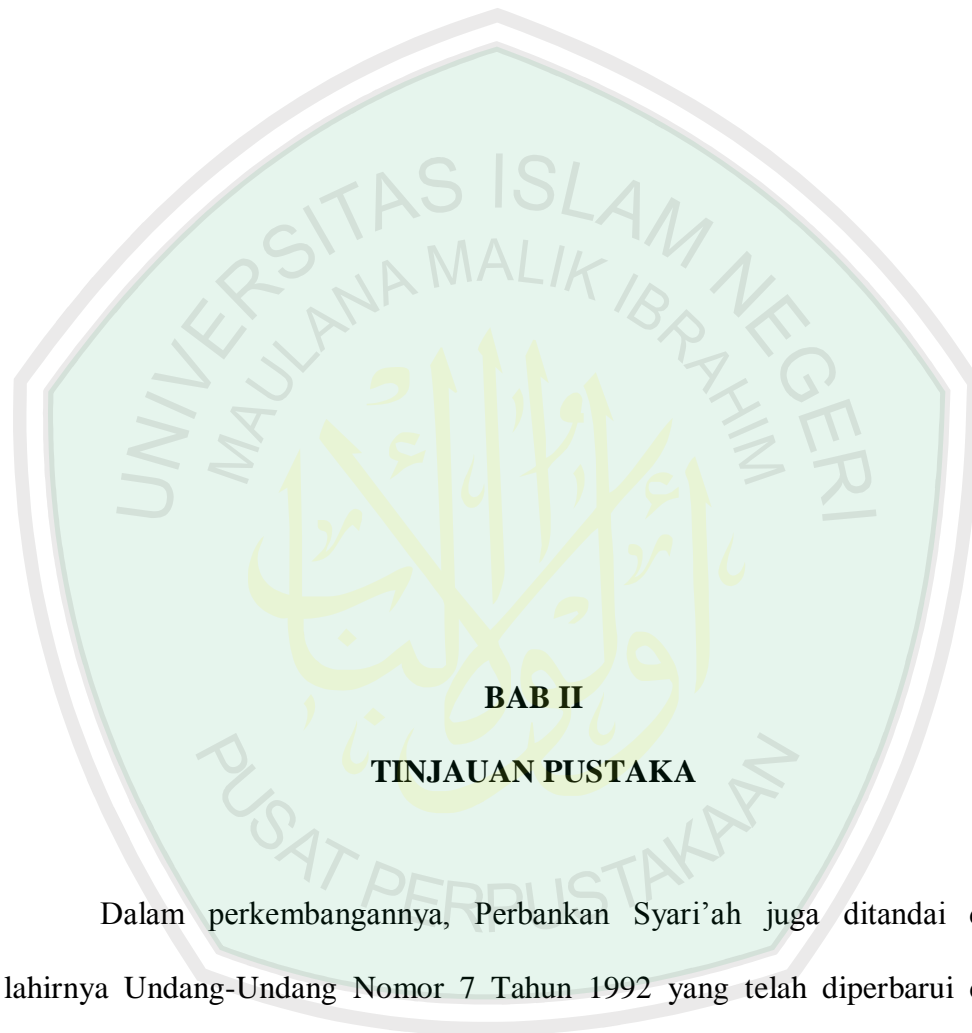 UNIVERSITAS ISLAM NEGERI
MAULANA MALIK IBRAHIM
BAB II
TINJAUAN PUSTAKA
PUSAT PERPUSTAKAAN
Dalam perkembangannya, Perbankan Syari’ah juga ditandai
lahirnya Undang-Undang Nomor 7 Tahun 1992 yang telah diperbarui